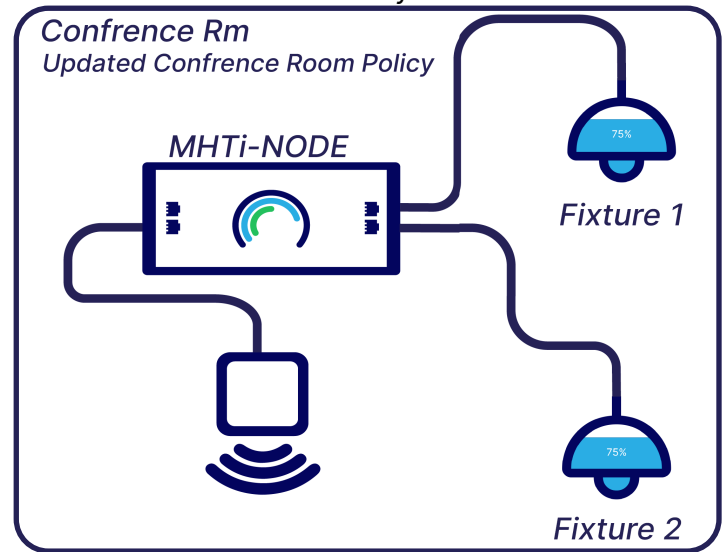 Confrence Rm
Updated Confrence Room Policy
MHTi-NODE
75%
Fixture 1
75%
Fixture 2